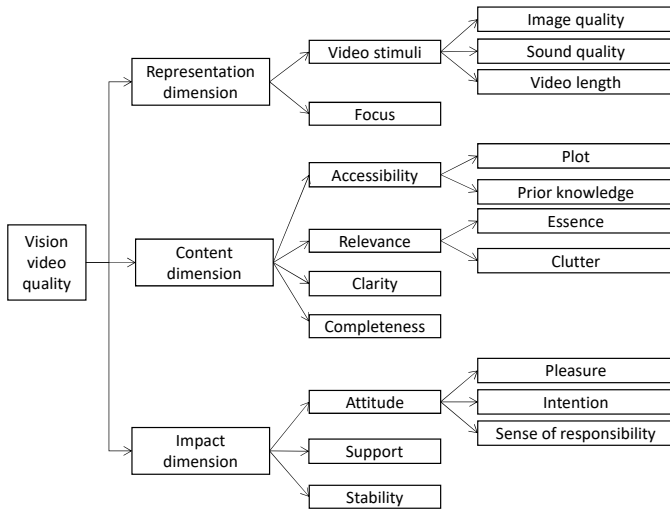 Vision
video
quality
Representation
dimension
Video stimuli
Image quality
Sound quality
Video length
Focus
Content
dimension
Accessibility
Plot
Prior knowledge
Relevance
Essence
Clutter
Clarity
Completeness
Impact
dimension
Attitude
Pleasure
Intention
Sense of responsibility
Support
Stability